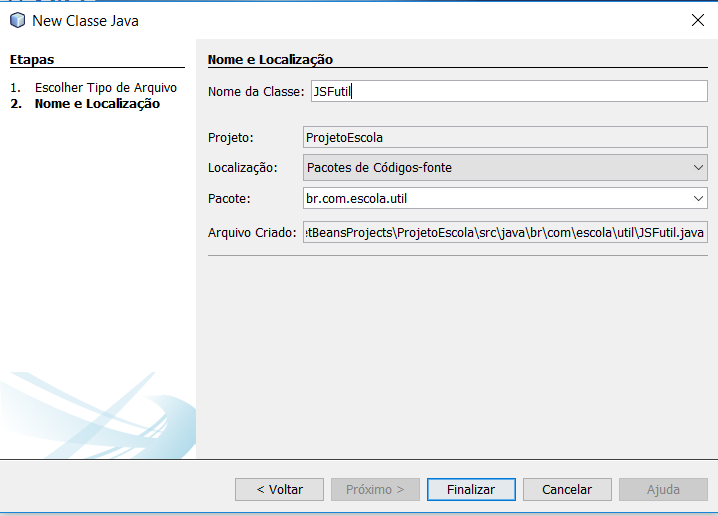 New Classe Java
Etapas
1. Escolher Tipo de Arquivo
2. Nome e Localização
Nome e Localização
Nome da Classe: JSFutil
Projeto: ProjetoEscola
Localização: Pacotes de Códigos-fonte
Pacote: br.com.escola.util
Arquivo Criado: etBeansProjects\ProjetoEscola\src\java\br\com\escola\util\JSFutil.java
< Voltar Próximo > Finalizar Cancelar Ajuda